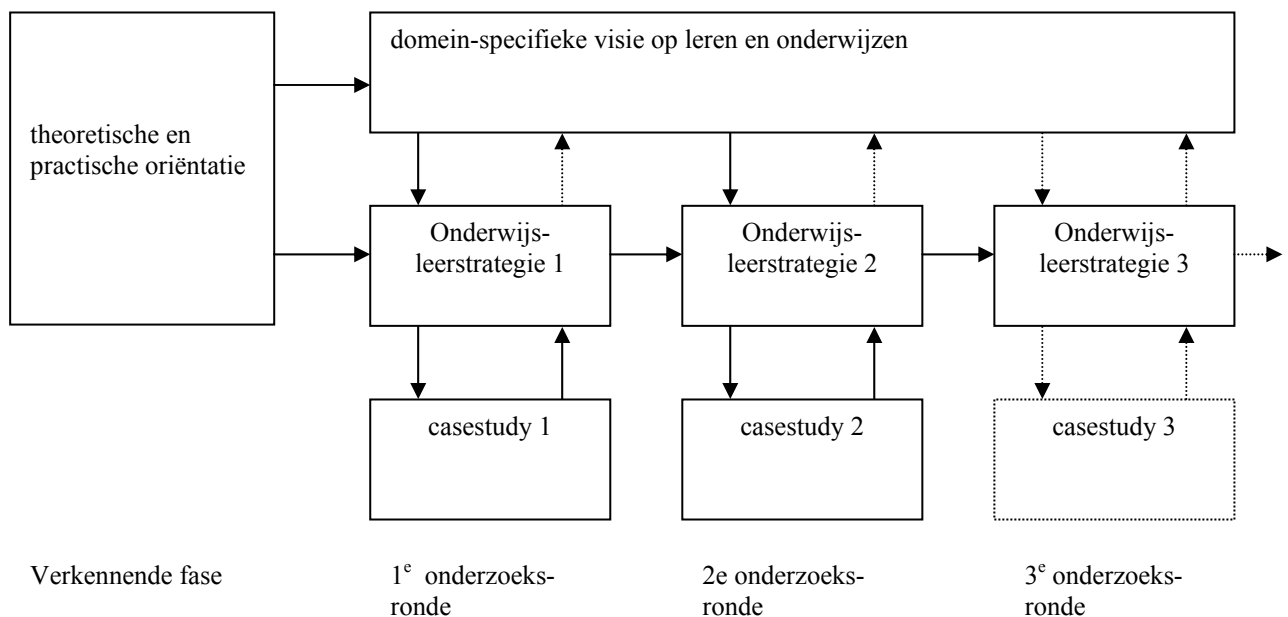 domein-specifieke visie op leren en onderwijzen
theoretische en
practische oriëntatie
Onderwijs-
leerstrategie 1
Onderwijs-
leerstrategie 2
Onderwijs-
leerstrategie 3
casestudy 1
casestudy 2
casestudy 3
Verkennende fase
1e onderzoeks-
ronde
2e onderzoeks-
ronde
3e onderzoeks-
ronde